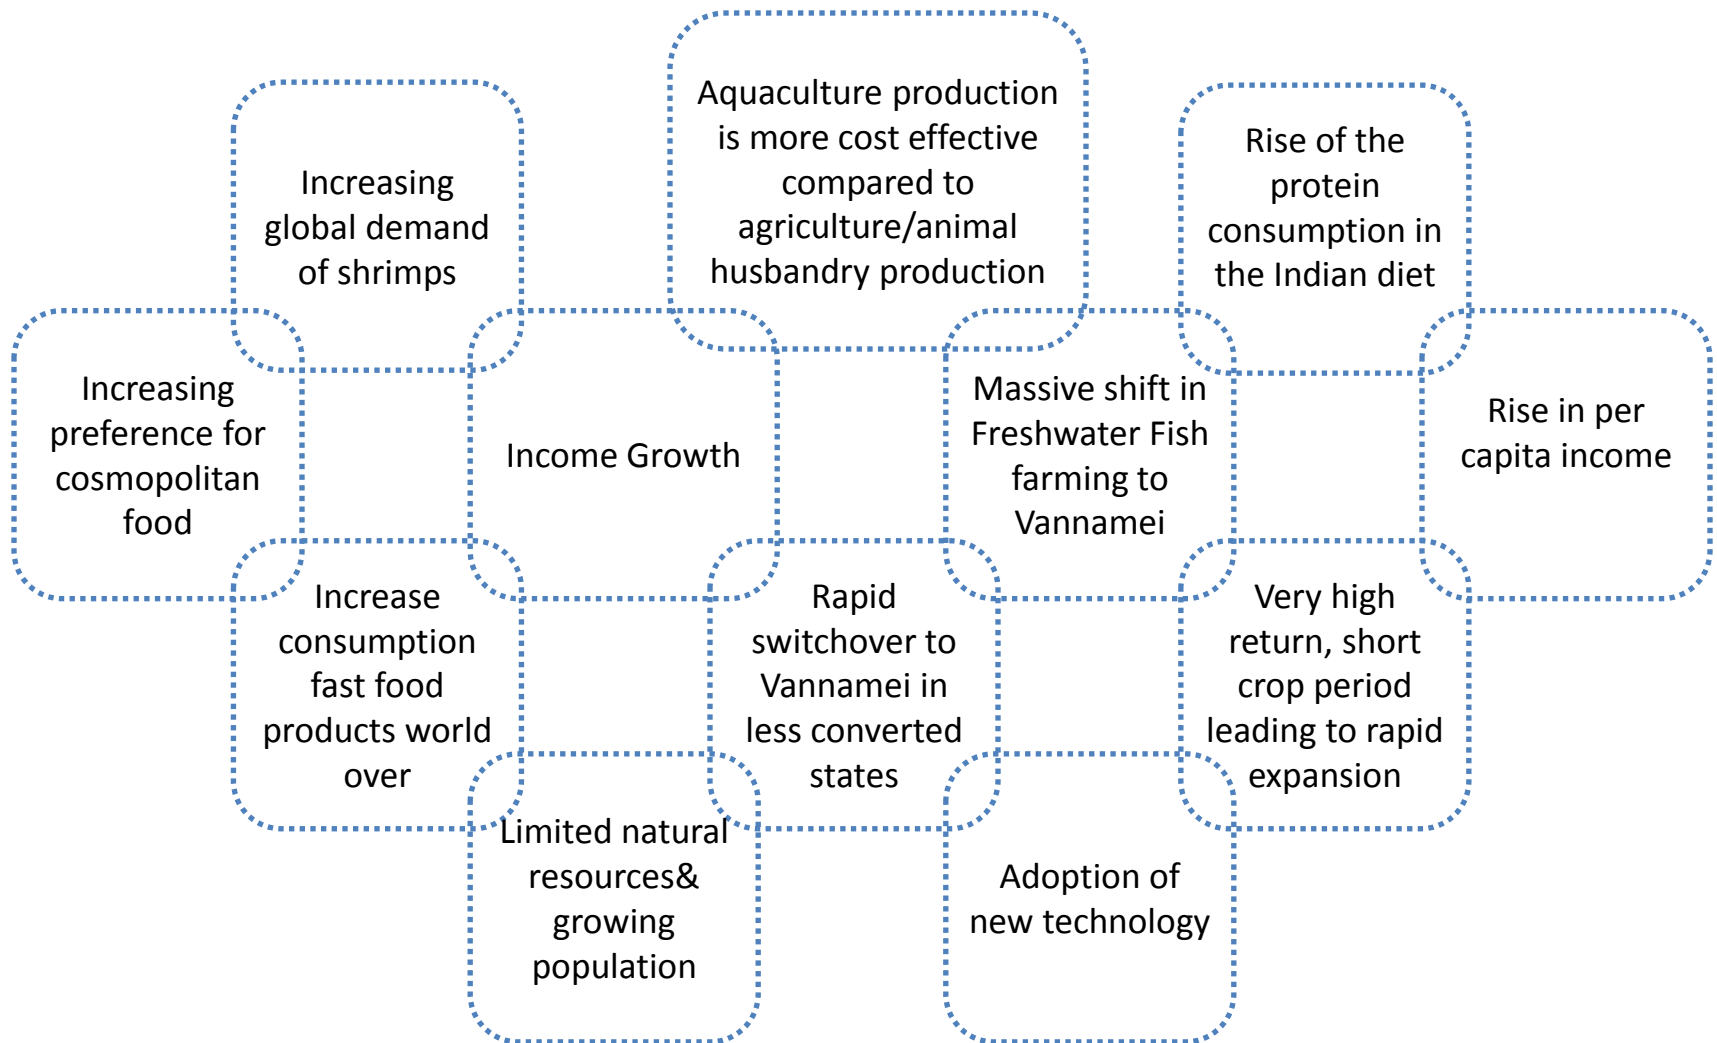 Increasing
global demand
of shrimps
Aquaculture production
is more cost effective
compared to
agriculture/animal
husbandry production
Rise of the
protein
consumption in
the Indian diet
Increasing
preference for
cosmopolitan
food
Income Growth
Massive shift in
Freshwater Fish
farming to
Vannamei
Rise in per
capita income
Increase
consumption
fast food
products world
over
Rapid
switchover to
Vannamei in
less converted
states
Very high
return, short
crop period
leading to rapid
expansion
Limited natural
resources&
growing
population
Adoption of
new technology